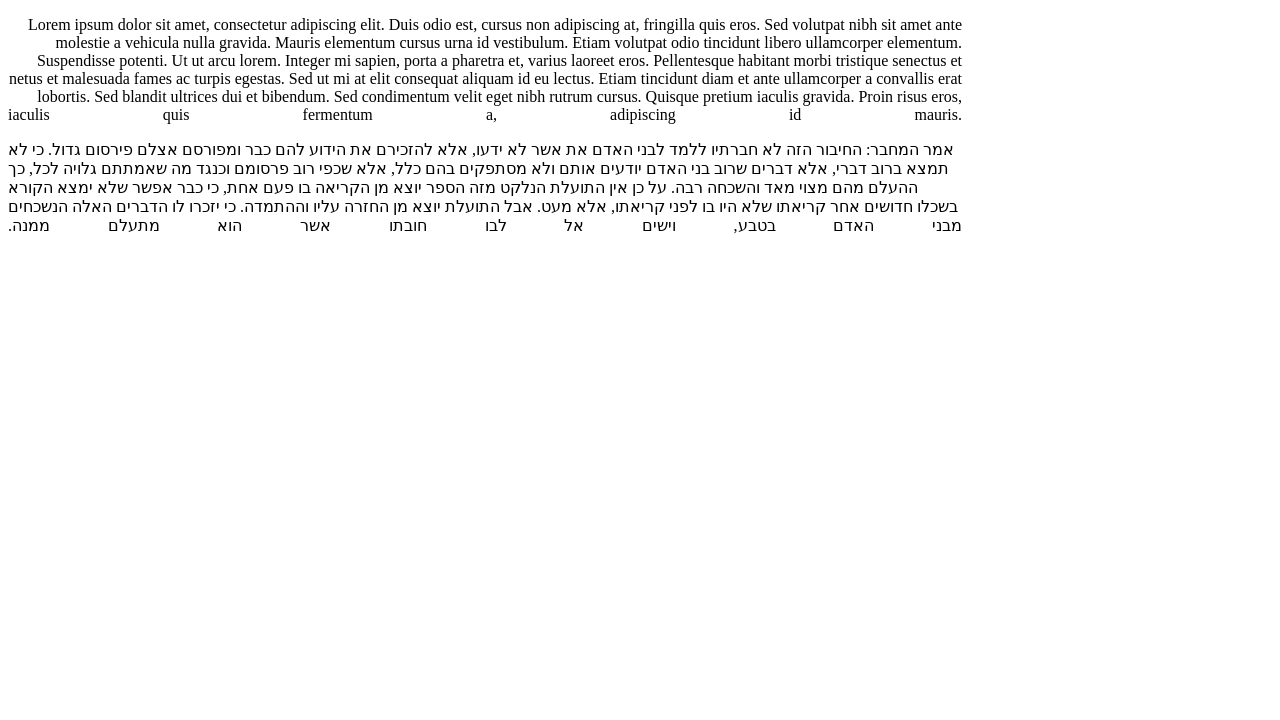 Lorem ipsum dolor sit amet, consectetur adipiscing elit. Duis odio est, cursus non adipiscing at, fringilla quis eros. Sed volutpat nibh sit amet ante
molestie a vehicula nulla gravida. Mauris elementum cursus urna id vestibulum. Etiam volutpat odio tincidunt libero ullamcorper elementum.
Suspendisse potenti. Ut ut arcu lorem. Integer mi sapien, porta a pharetra et, varius laoreet eros. Pellentesque habitant morbi tristique senectus et
netus et malesuada fames ac turpis egestas. Sed ut mi at elit consequat aliquam id eu lectus. Etiam tincidunt diam et ante ullamcorper a convallis erat
lobortis. Sed blandit ultrices dui et bibendum. Sed condimentum velit eget nibh rutrum cursus. Quisque pretium iaculis gravida. Proin risus eros,
iaculis quis fermentum a, adipiscing id mauris.
אמר המחבר: החיבור הזה לא חברתיו ללמד לבני האדם את אשר לא ידעו, אלא להזכירם את הידוע להם כבר ומפורסם אצלם פירסום גדול. כי לא
תמצא ברוב דברי, אלא דברים שרוב בני האדם יודעים אותם ולא מסתפקים בהם כלל, אלא שכפי רוב פרסומם וכנגד מה שאמתתם גלויה לכל, כך
ההעלם מהם מצוי מאד והשכחה רבה. על כן אין התועלת הנלקט מזה הספר יוצא מן הקריאה בו פעם אחת, כי כבר אפשר שלא ימצא הקורא
בשכלו חדושים אחר קריאתו שלא היו בו לפני קריאתו, אלא מעט. אבל התועלת יוצא מן החזרה עליו וההתמדה. כי יזכרו לו הדברים האלה הנשכחים
מבני האדם בטבע, וישים אל לבו חובתו אשר הוא מתעלם ממנה.